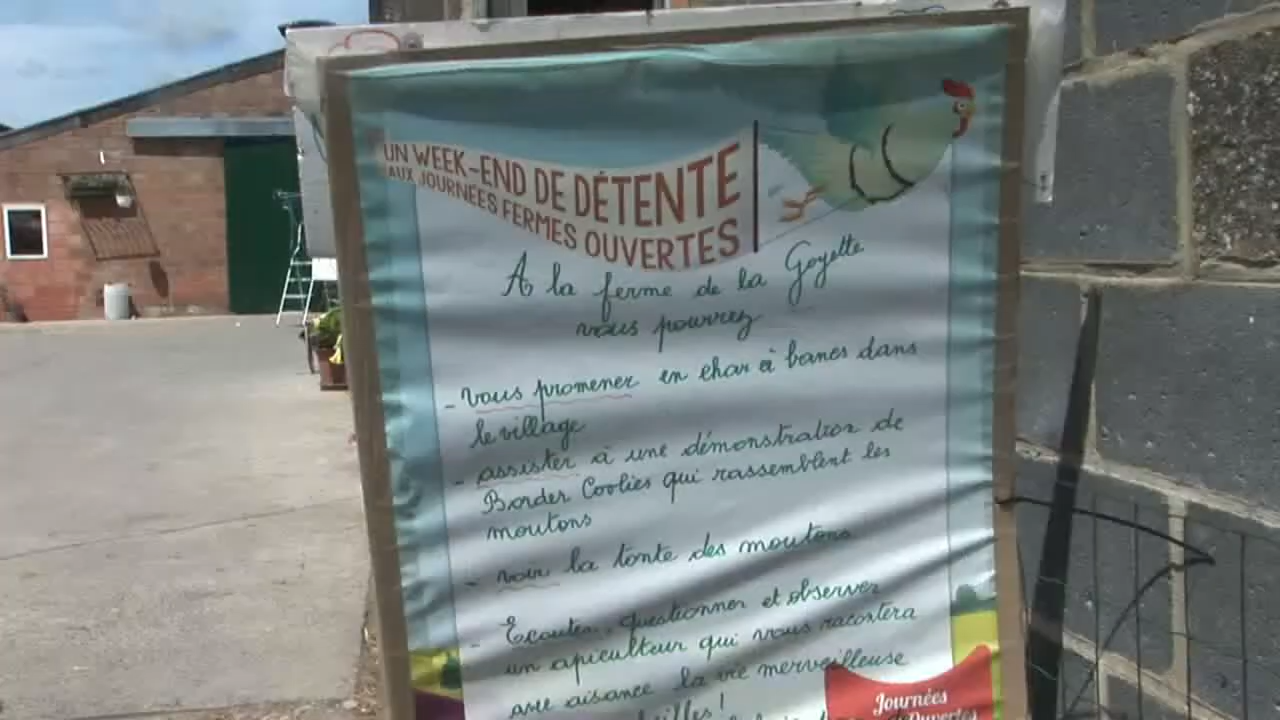 UN WEEK-END DE DÉTENTE
AUX JOURNÉES FERMES OUVERTES
A la ferme de la Goyette
vous pourrez
- vous promener en char à bancs dans
le village
- assister à une démonstration de
Border Coolies qui rassemblent les
moutons
- voir la tonte des moutons
- Ecouter, questionner et observer
un apiculteur qui vous racontera
avec aisance la vie merveilleuse
Journées
Ouvertes